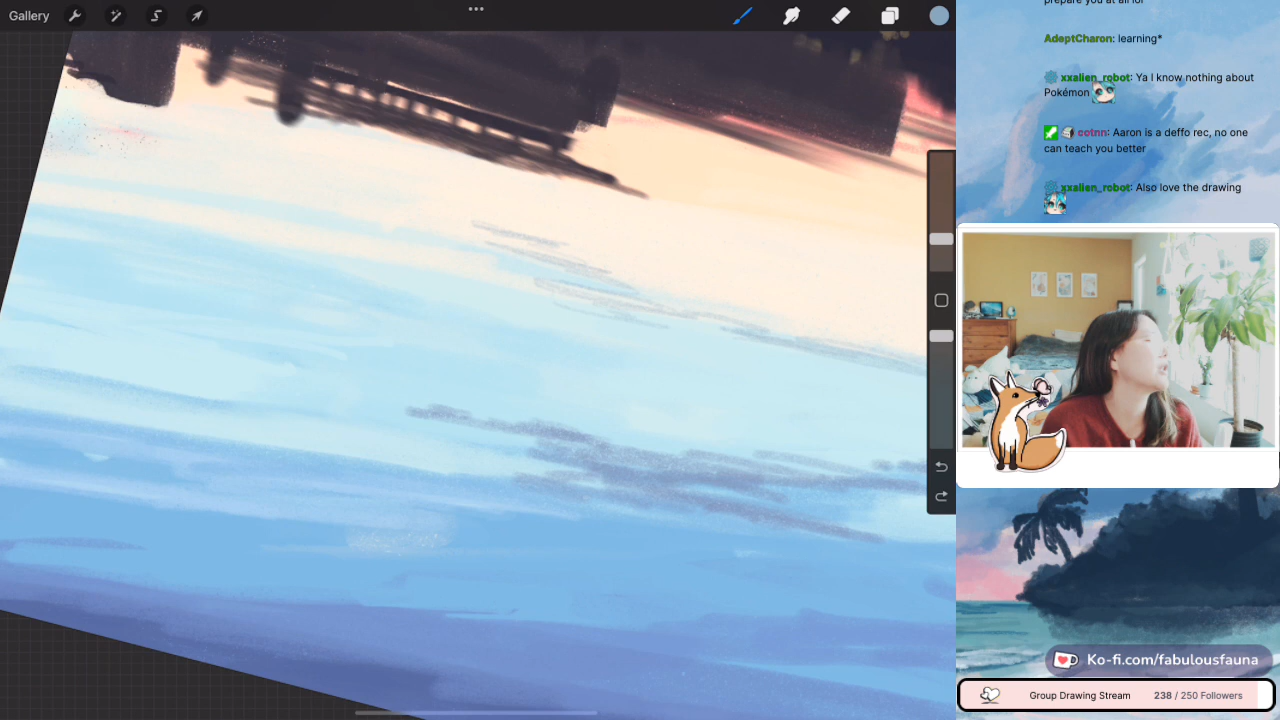 Gallery
prepare you at all lol
AdeptCharon: learning*
xxalien_robot: Ya I know nothing about
Pokémon
cotnn: Aaron is a deffo rec, no one
can teach you better
xxalien_robot: Also love the drawing
Ko-fi.com/fabulousfauna
Group Drawing Stream 238 / 250 Followers